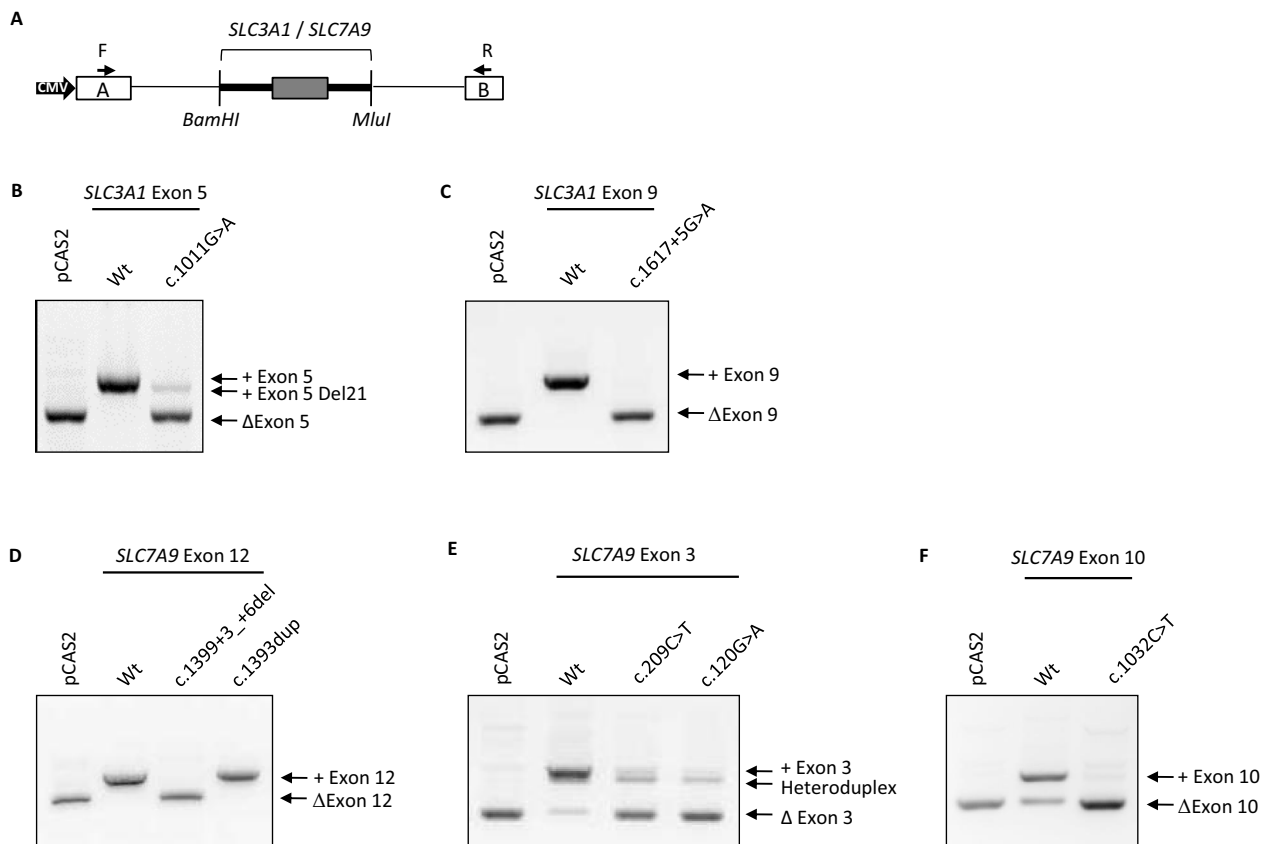 A
SLC3A1 / SLC7A9
F
R
CMV
A
B
BamHI
MluI
B
SLC3A1 Exon 5
pCAS2
Wt
c.1011G>A
+ Exon 5
+ Exon 5 Del21
ΔExon 5
C
SLC3A1 Exon 9
pCAS2
Wt
c.1617+5G>A
+ Exon 9
ΔExon 9
D
SLC7A9 Exon 12
pCAS2
Wt
c.1399+3_+6del
c.1393dup
+ Exon 12
ΔExon 12
E
SLC7A9 Exon 3
pCAS2
Wt
c.209C>T
c.120G>A
+ Exon 3
Heteroduplex
Δ Exon 3
F
SLC7A9 Exon 10
pCAS2
Wt
c.1032C>T
+ Exon 10
ΔExon 10